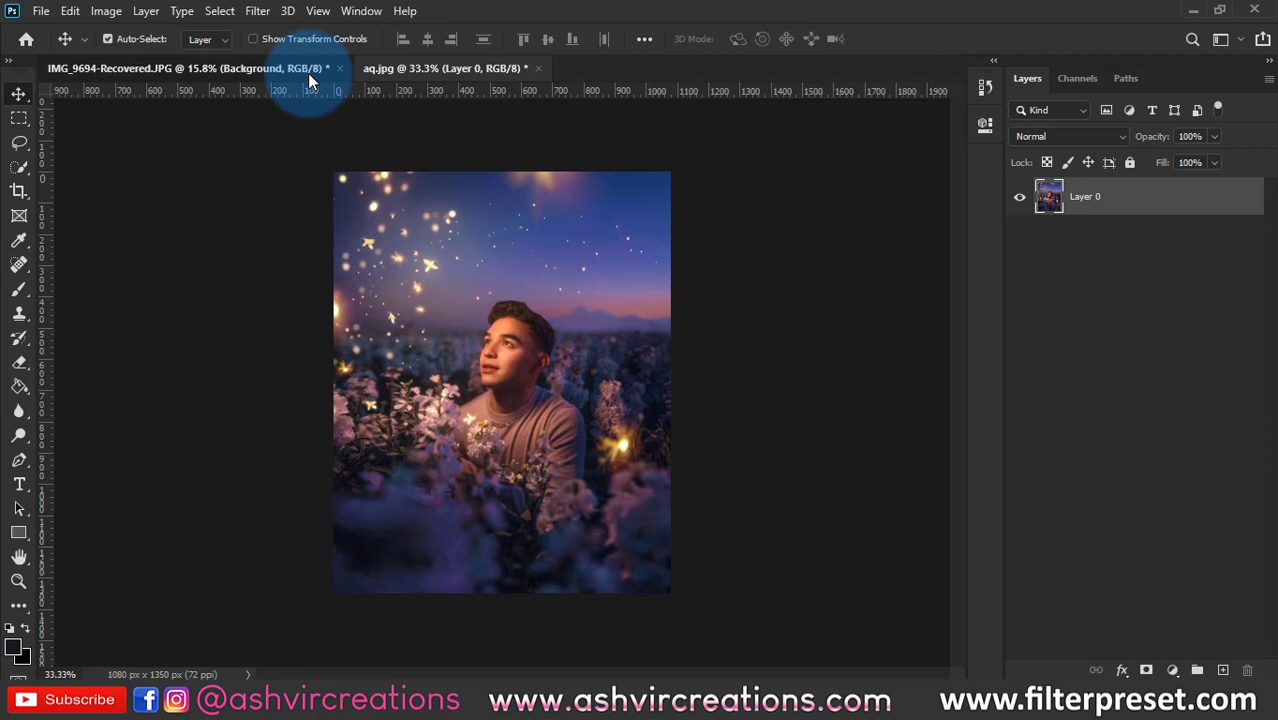 Ps File Edit Image Layer Type Select Filter 3D View Window Help
Auto-Select: Layer Show Transform Controls 3D Mode:
IMG_9694-Recovered.JPG @ 15.8% (Background, RGB/8) * × aq.jpg @ 33.3% (Layer 0, RGB/8) * ×
900 800 700 600 500 400 300 200 100 0 100 200 300 400 500 600 700 800 900 1000 1100 1200 1300 1400 1500 1600 1700 1800 1900
Layers Channels Paths
Kind
Normal Opacity: 100%
Lock: Fill: 100%
Layer 0
33.33% 1080 px x 1350 px (72 ppi)
Subscribe @ashvircreations www.ashvircreations.com www.filterpreset.com